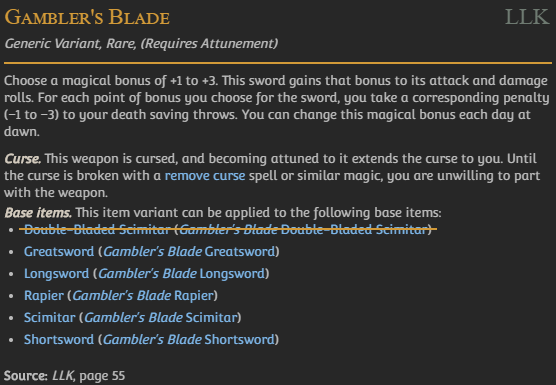 GAMBLER'S BLADE LLK
Generic Variant, Rare, (Requires Attunement)
Choose a magical bonus of +1 to +3. This sword gains that bonus to its attack and damage
rolls. For each point of bonus you choose for the sword, you take a corresponding penalty
(−1 to −3) to your death saving throws. You can change this magical bonus each day at
dawn.
Curse. This weapon is cursed, and becoming attuned to it extends the curse to you. Until
the curse is broken with a remove curse spell or similar magic, you are unwilling to part
with the weapon.
Base items. This item variant can be applied to the following base items:
• Double-Bladed Scimitar (Gambler's Blade Double-Bladed Scimitar)
• Greatsword (Gambler's Blade Greatsword)
• Longsword (Gambler's Blade Longsword)
• Rapier (Gambler's Blade Rapier)
• Scimitar (Gambler's Blade Scimitar)
• Shortsword (Gambler's Blade Shortsword)
Source: LLK, page 55